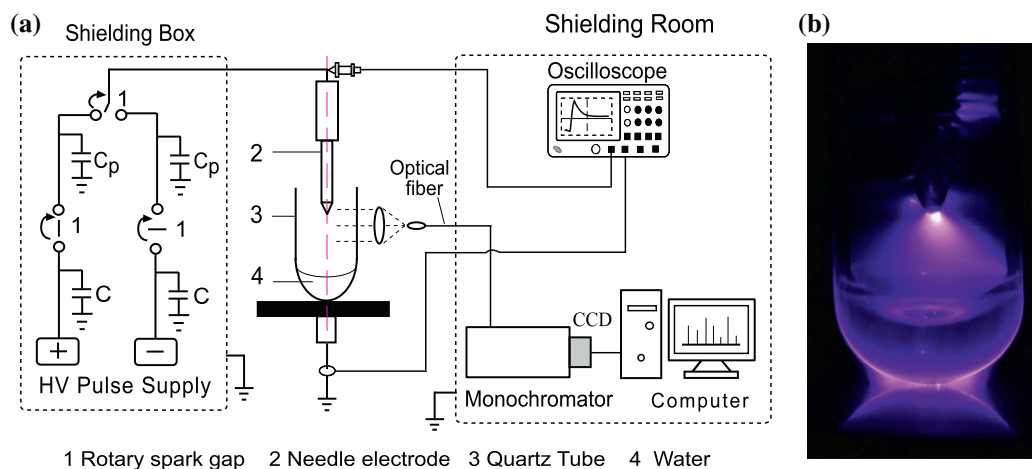 (a)
Shielding Box
Shielding Room
(b)
Oscilloscope
1
Cp
Cp
2
Optical
fiber
3
1
1
4
C
C
CCD
+
−
HV Pulse Supply
Monochromator
Computer
1 Rotary spark gap 2 Needle electrode 3 Quartz Tube 4 Water